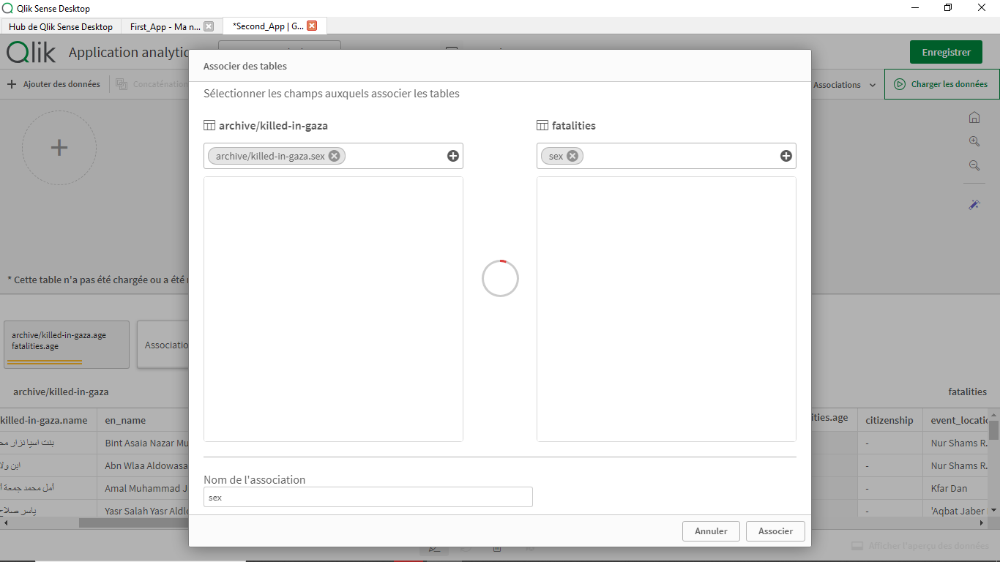 Qlik Sense Desktop
Hub de Qlik Sense Desktop
First_App - Ma n...
*Second_App | G...
Qlik
Application analytic
Enregistrer
Ajouter des données
Concaténation
Associations
Charger les données
Associer des tables
Sélectionner les champs auxquels associer les tables
archive/killed-in-gaza
fatalities
archive/killed-in-gaza.sex
sex
* Cette table n'a pas été chargée ou a été
archive/killed-in-gaza.age
fatalities.age
Associatio
archive/killed-in-gaza
fatalities
killed-in-gaza.name
en_name
ities.age
citizenship
event_locatio
بنت اسيا نزار مح
Bint Asaia Nazar Mu
-
Nur Shams R.
ابن ولا
Abn Wlaa Aldowasa
-
Nur Shams R.
أمل محمد جمعة أ
Amal Muhammad J
-
Kfar Dan
ياسر صلاح
Yasr Salah Yasr Aldlo
-
'Aqbat Jaber
Nom de l'association
sex
Annuler
Associer
Afficher l'aperçu des données